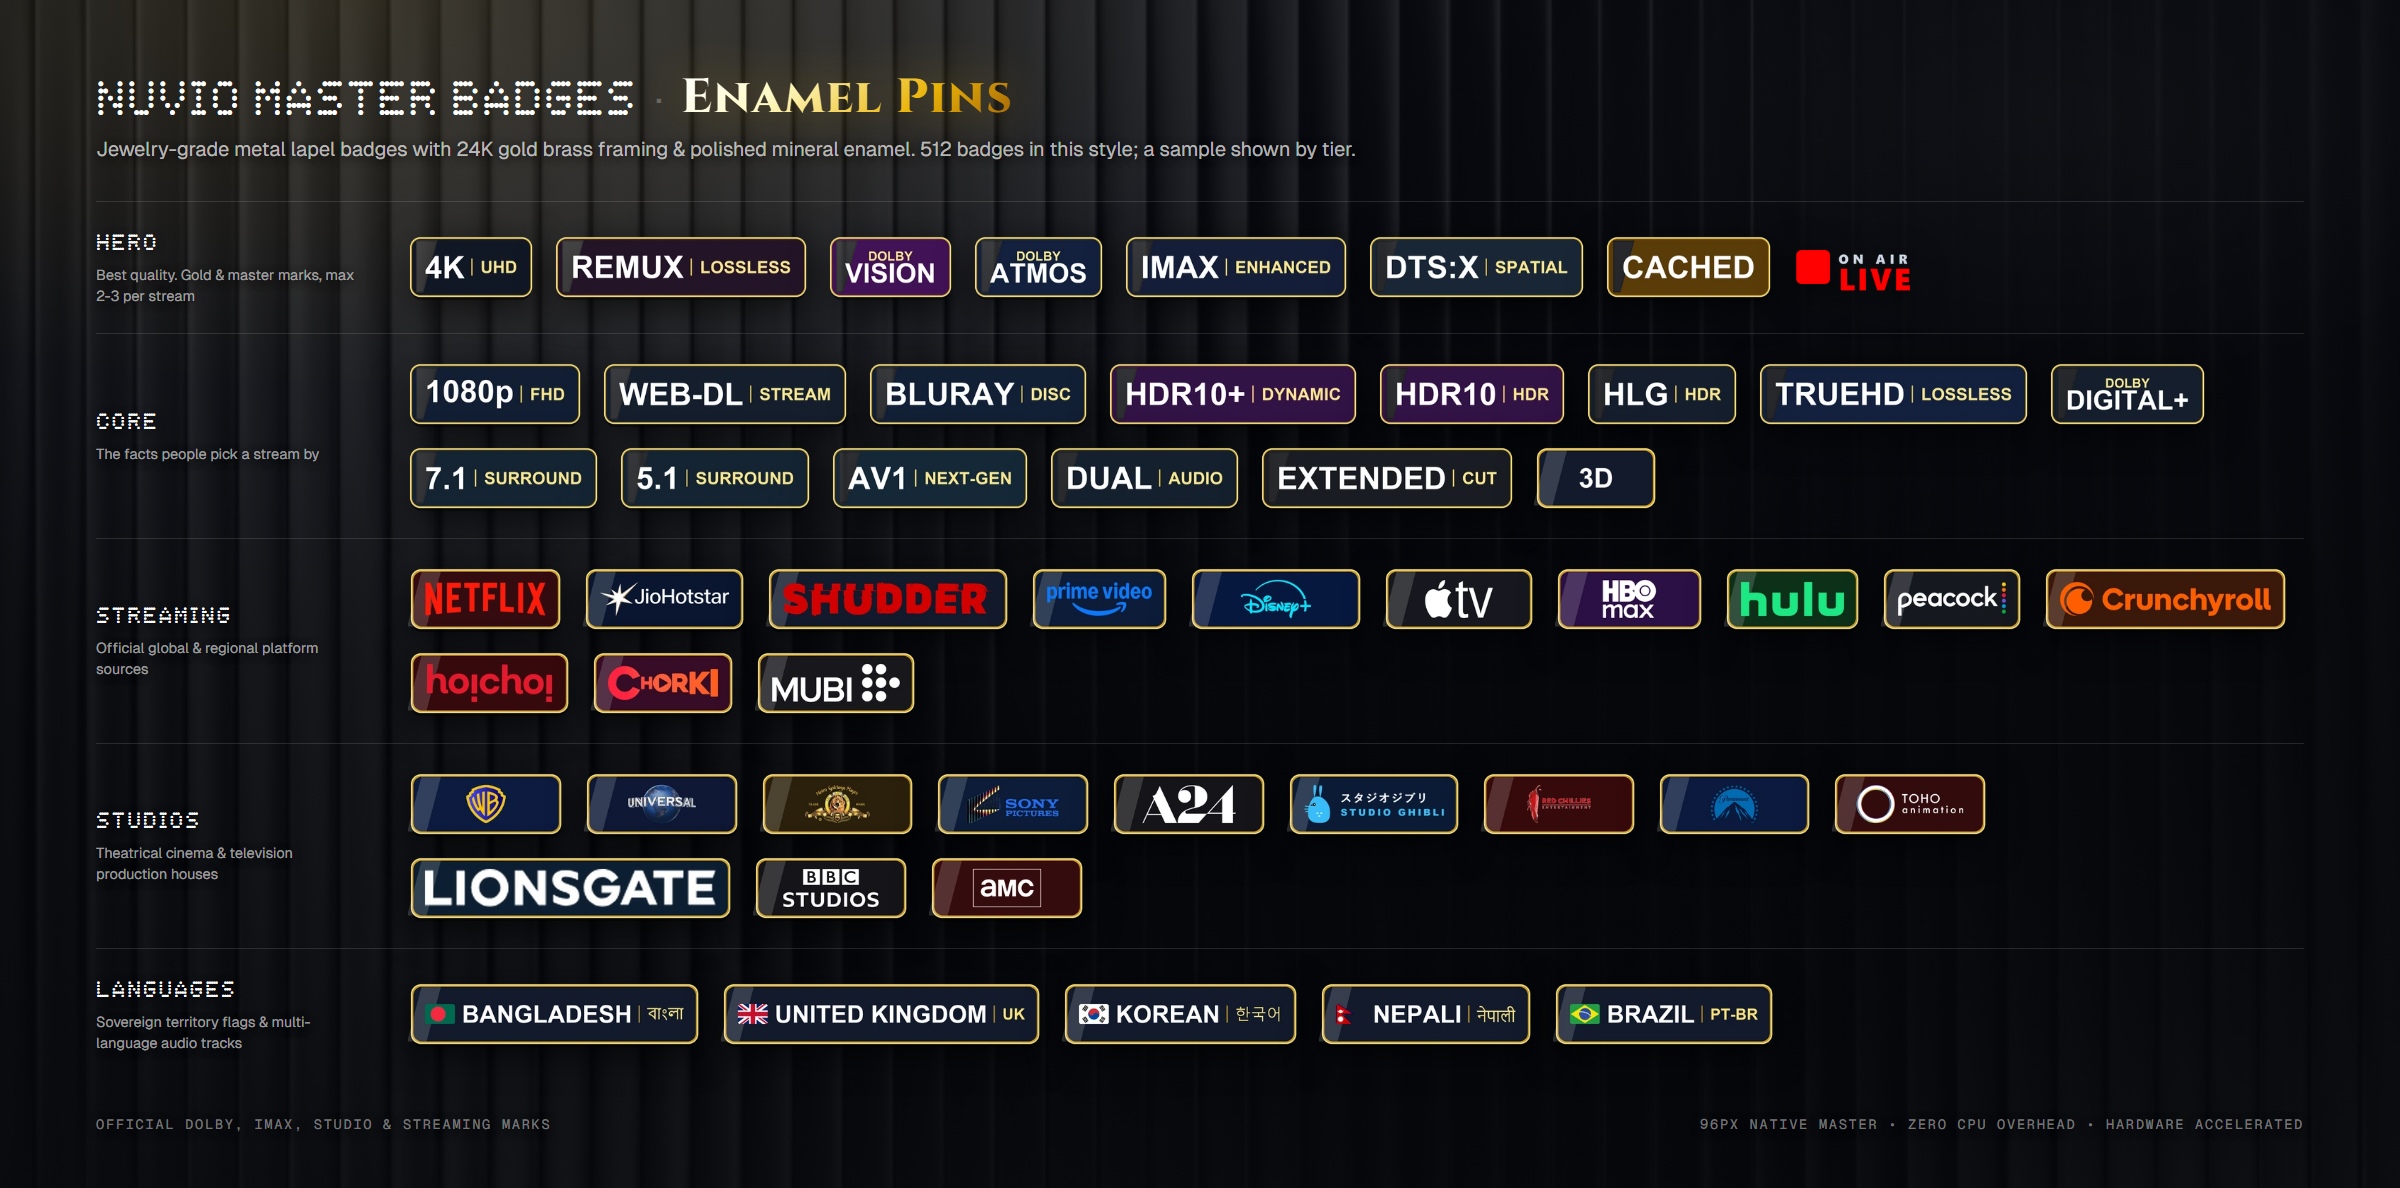 NUVIO MASTER BADGES · ENAMEL PINS
Jewelry-grade metal lapel badges with 24K gold brass framing & polished mineral enamel. 512 badges in this style; a sample shown by tier.
HERO
Best quality. Gold & master marks, max
2-3 per stream
4K | UHD
REMUX | LOSSLESS
DOLBY
VISION
DOLBY
ATMOS
IMAX | ENHANCED
DTS:X | SPATIAL
CACHED
ON AIR
LIVE
CORE
The facts people pick a stream by
1080p | FHD
WEB-DL | STREAM
BLURAY | DISC
HDR10+ | DYNAMIC
HDR10 | HDR
HLG | HDR
TRUEHD | LOSSLESS
DOLBY
DIGITAL+
7.1 | SURROUND
5.1 | SURROUND
AV1 | NEXT-GEN
DUAL | AUDIO
EXTENDED | CUT
3D
STREAMING
Official global & regional platform
sources
NETFLIX
JioHotstar
SHUDDER
prime video
Disney+
tv
HBO
max
hulu
peacock
Crunchyroll
hoichoi
CHORKI
MUBI
STUDIOS
Theatrical cinema & television
production houses
WB
UNIVERSAL
SONY
PICTURES
A24
スタジオジブリ
STUDIO GHIBLI
RED CHILLIES
ENTERTAINMENT
Paramount
TOHO
animation
LIONSGATE
BBC
STUDIOS
aMC
LANGUAGES
Sovereign territory flags & multi-
language audio tracks
BANGLADESH | বাংলা
UNITED KINGDOM | UK
KOREAN | 한국어
NEPALI | नेपाली
BRAZIL | PT-BR
OFFICIAL DOLBY, IMAX, STUDIO & STREAMING MARKS
96PX NATIVE MASTER • ZERO CPU OVERHEAD • HARDWARE ACCELERATED